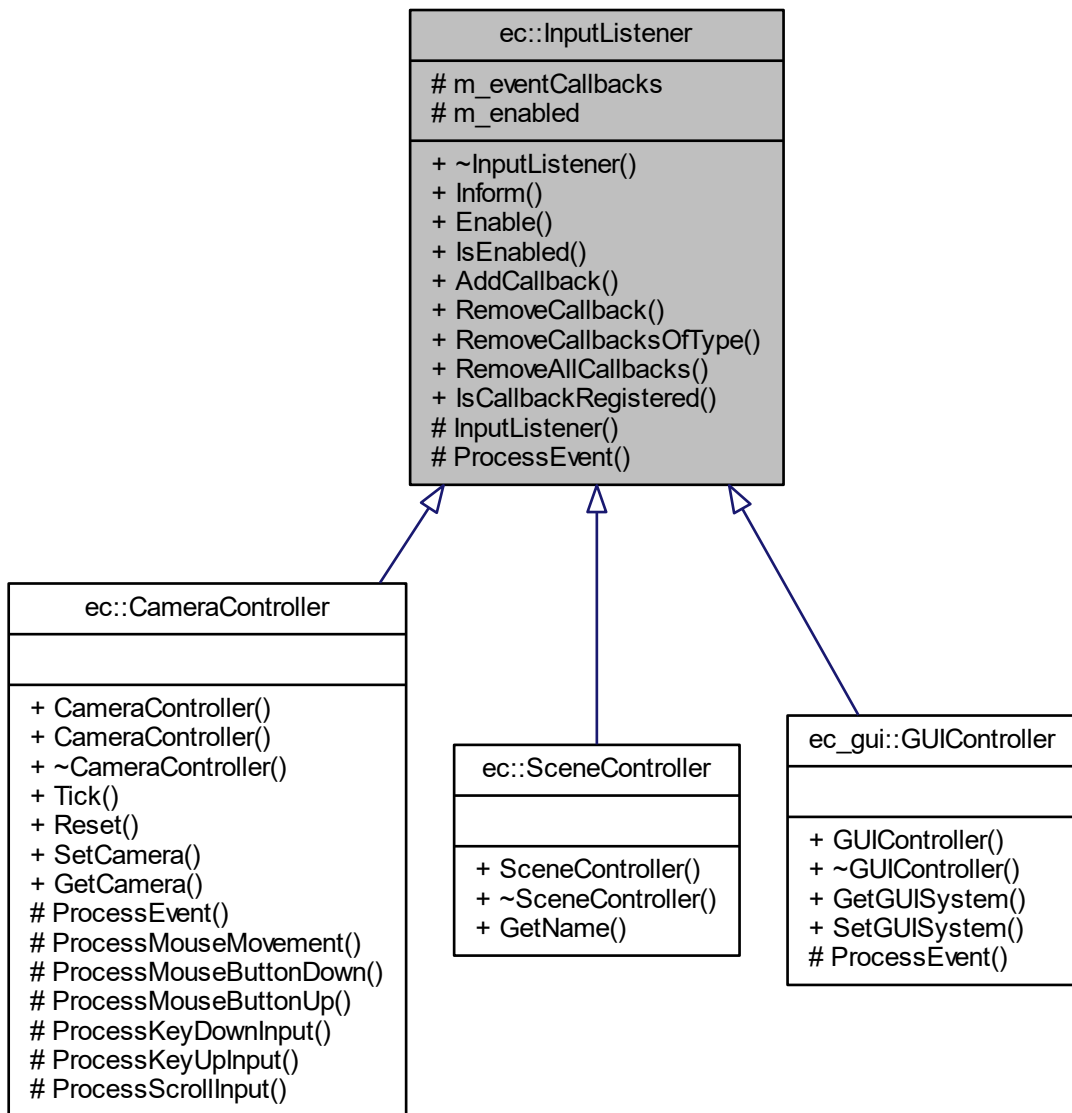 ec::InputListener
# m_eventCallbacks
# m_enabled
+ ~InputListener()
+ Inform()
+ Enable()
+ IsEnabled()
+ AddCallback()
+ RemoveCallback()
+ RemoveCallbacksOfType()
+ RemoveAllCallbacks()
+ IsCallbackRegistered()
# InputListener()
# ProcessEvent()
ec::CameraController
+ CameraController()
+ CameraController()
+ ~CameraController()
+ Tick()
+ Reset()
+ SetCamera()
+ GetCamera()
# ProcessEvent()
# ProcessMouseMovement()
# ProcessMouseButtonDown()
# ProcessMouseButtonUp()
# ProcessKeyDownInput()
# ProcessKeyUpInput()
# ProcessScrollInput()
ec::SceneController
+ SceneController()
+ ~SceneController()
+ GetName()
ec_gui::GUIController
+ GUIController()
+ ~GUIController()
+ GetGUISystem()
+ SetGUISystem()
# ProcessEvent()